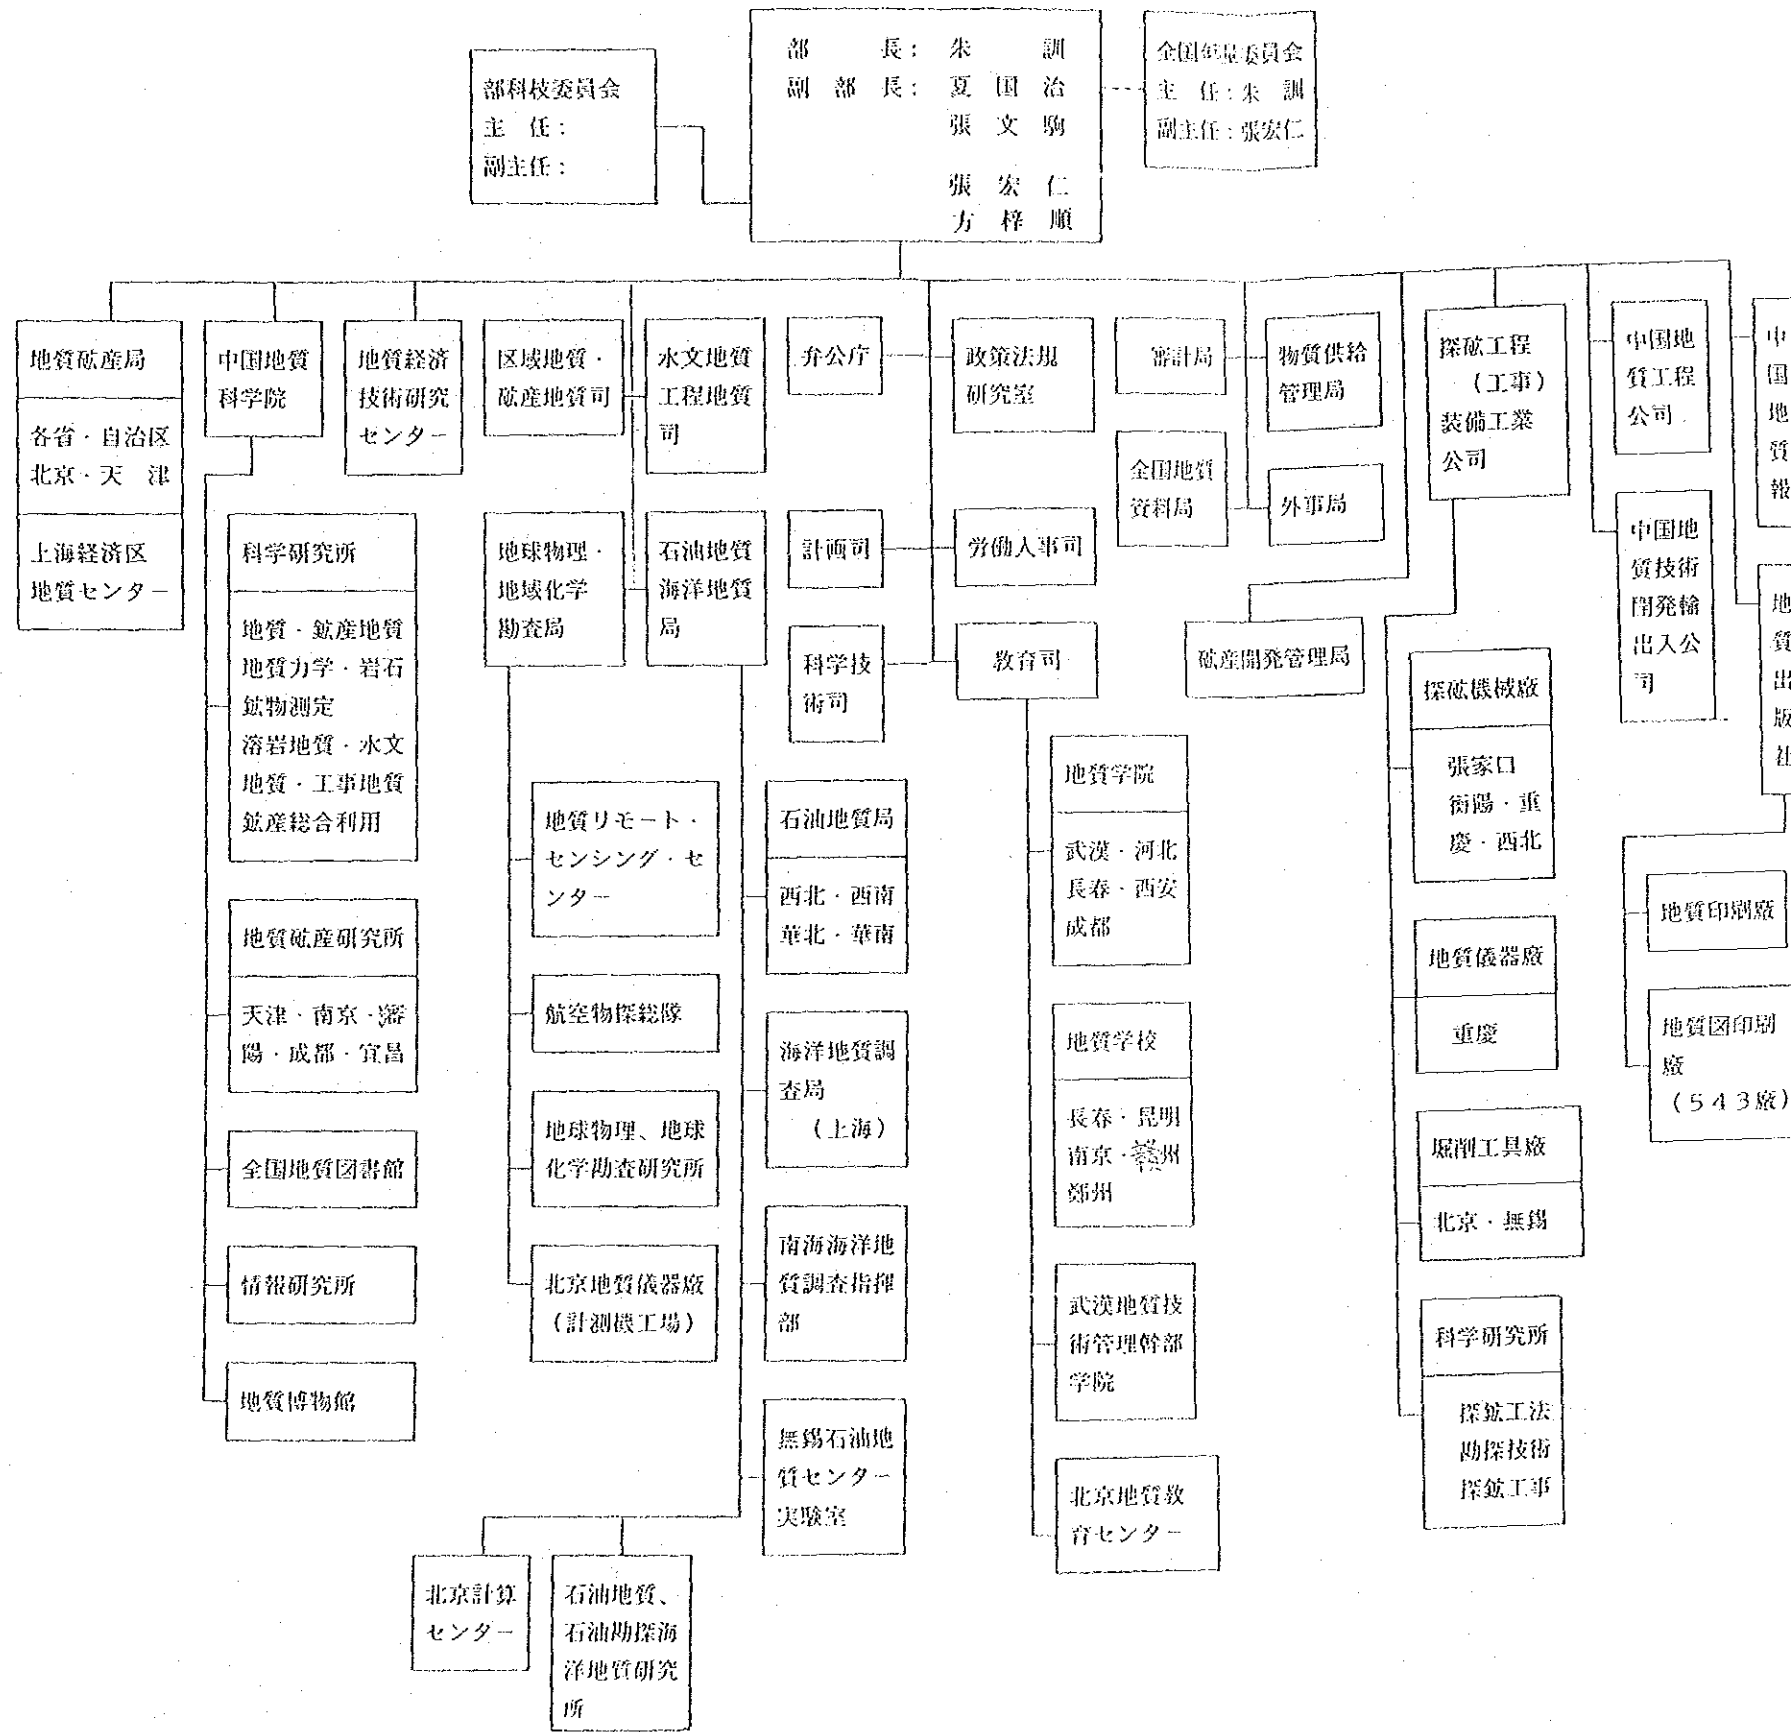 部長：朱訓
副部長：夏国治
張文駒
張宏仁
方梓順
部科枝委員会
主任：
副主任：
全国委員会
主任：朱訓
副主任：張宏仁
地質砿産局
各省・自治区
北京・天津
上海経済区
地質センター
中国地質
科学院
地質経済
技術研究
センター
区域地質・
砿産地質司
水文地質
工程地質
司
弁公庁
政策法規
研究室
審計局
物質供給
管理局
探砿工程
（工事）
装備工業
公司
中国地
質工程
公司
中
国
地
質
報
科学研究所
地質・鉱産地質
地質力学・岩石
鉱物測定
溶岩地質・水文
地質・工事地質
鉱産総合利用
地球物理・
地域化学
勘査局
石油地質
海洋地質
局
計画司
労働人事司
全国地質
資料局
外事局
中国地
質技術
開発輸
出入公
司
地
質
出
版
社
科学技
術司
教育司
砿産開発管理局
探砿機械廠
張家口
衡陽・重
慶・西北
地質リモート・
センシング・セ
ンター
石油地質局
西北・西南
華北・華南
地質学院
武漢・河北
長春・西安
成都
地質砿産研究所
天津・南京・瀋
陽・成都・宜昌
航空物探総隊
海洋地質調
査局
（上海）
地質学校
長春・昆明
南京・州
鄭州
地質儀器廠
重慶
地質印刷廠
地質図印刷
廠
（５４３廠）
全国地質図書館
地球物理、地球
化学勘査研究所
堀削工具廠
北京・無錫
情報研究所
北京地質儀器廠
（計測機工場）
南海海洋地
質調査指揮
部
武漢地質技
術管理幹部
学院
科学研究所
探鉱工法
勘探技術
探鉱工事
地質博物館
無錫石油地
質センター
実験室
北京地質教
育センター
北京計算
センター
石油地質、
石油勘探海
洋地質研究
所